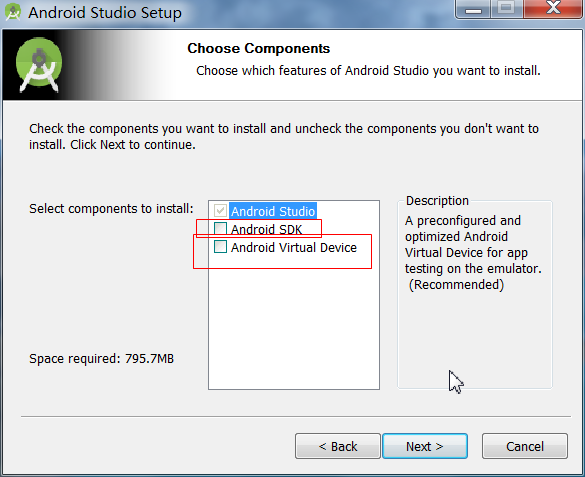 Android Studio Setup
Choose Components
Choose which features of Android Studio you want to install.
Check the components you want to install and uncheck the components you don't want to
install. Click Next to continue.
Select components to install:
Android Studio
Android SDK
Android Virtual Device
Description
A preconfigured and
optimized Android
Virtual Device for app
testing on the emulator.
(Recommended)
Space required: 795.7MB
< Back
Next >
Cancel